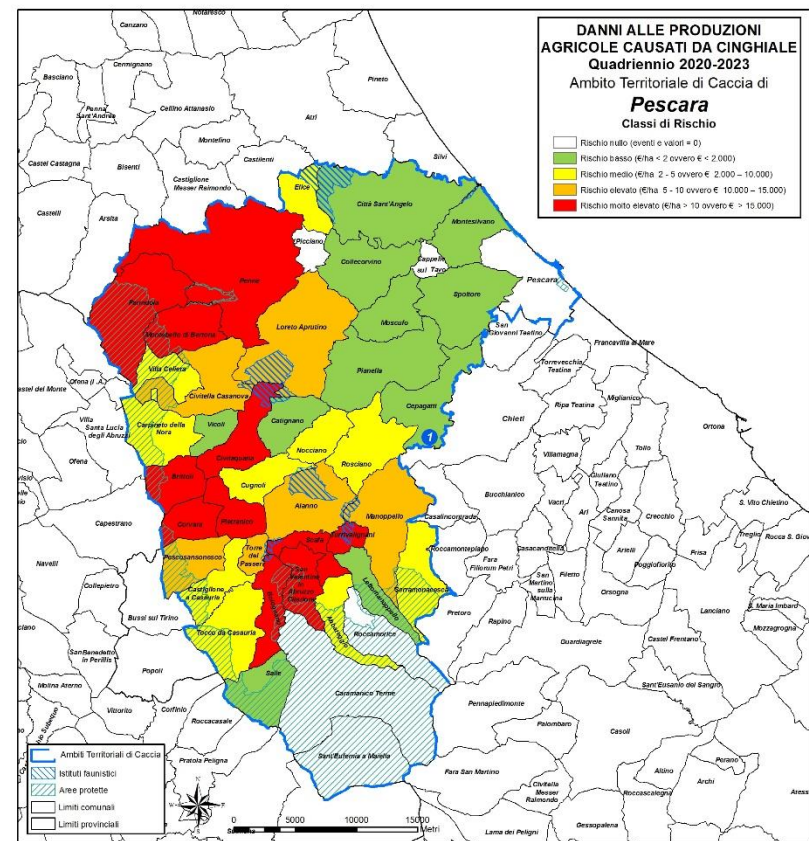 DANNI ALLE PRODUZIONI
AGRICOLE CAUSATI DA CINGHIALE
Quadriennio 2020-2023
Ambito Territoriale di Caccia di
Pescara
Classi di Rischio
Rischio nullo (eventi e valori = 0)
Rischio basso (€/ha < 2 ovvero € < 2.000)
Rischio medio (€/ha 2 - 5 ovvero € 2.000 – 10.000)
Rischio elevato (€/ha 5 - 10 ovvero € 10.000 – 15.000)
Rischio molto elevato (€/ha > 10 ovvero € > 15.000)
Notaresco
Canzano
Cermignano
Basciano
Penna
Sant'Andrea
Cellino Attanasio
Atri
Pineto
Montefino
Castel Castagna
Bisenti
Castilenti
Silvi
Castiglione
Messer Raimondo
Elice
Città Sant'Angelo
Castelli
Arsita
Montesilvano
Picciano
Collecorvino
Cappelle
sul Tavo
Penne
Pescara
Spoltore
Farindola
Loreto Aprutino
Moscufo
San
Giovanni Teatino
Montebello di Bertona
Francavilla al Mare
Villa Celiera
Pianella
Torrevecchia
Teatina
Ofena (I.A.)
Castel del Monte
Civitella Casanova
Cepagatti
Miglianico
Villa
Santa Lucia
degli Abruzzi
Carpineto della
Nora
Vicoli
Catignano
Chieti
Ripa Teatina
Ortona
1
Tollo
Nocciano
Civitaquana
Rosciano
Villamagna
Ofena
Brittoli
Cugnoli
Giuliano
Teatino
Bucchianico
Vacri
Ari
Canosa
Sannita
Crecchio
S. Vito Chietino
Alanno
Manoppello
Capestrano
Corvara
Pietranico
Casalincontrada
Treglio
Rocca S. Giov
Casacanditella
Arielli
Frisa
Scafa
Turrivalignani
Roccamontepiano
Poggiofiorito
Navelli
Pescosansonesco
Torre
dei
Passeri
Fara
Filiorum Petri
San
Martino
sulla
Marrucina
Filetto
Collepietro
San
Valentino
in
Abruzzo
Citeriore
Castiglione
a Casauria
Bolognano
Lettomanoppello
Serramonacesca
Orsogna
Lanciano
Pretoro
S. Maria Imbaro
Mozzagrogna
Bussi sul Tirino
Rapino
Tocco da Casauria
Abbateggio
Roccamorice
Guardiagrele
Castel Frentano
SanBenedetto
in Perillis
Popoli
Molina Aterno
Salle
Caramanico Terme
Sant'Eusanio del Sangro
Pennapiedimonte
Vittorito
Corfinio
Roccacasale
Palombaro
Casoli
Pratola Peligna
Sant'Eufemia a Maiella
Perano
Altino
Fara San Martino
Archi
Civitella
Messer
Raimondo
Roccascalegna
Gessopalena
Lama dei Peligni
Ambiti Territoriali di Caccia
Istituti faunistici
Aree protette
Limiti comunali
Limiti provinciali
0 5000 10000 15000
Metri